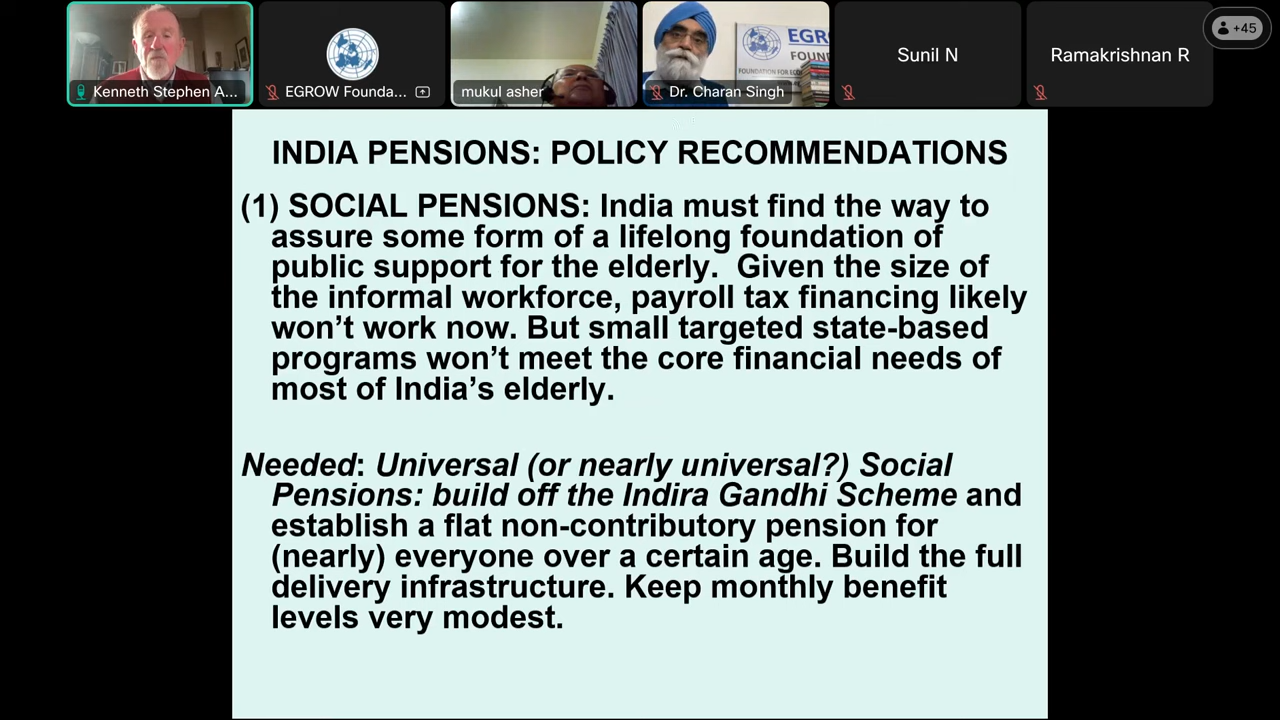 Kenneth Stephen A...
EGROW Founda...
mukul asher
Dr. Charan Singh
EGR
FOUN
FOUNDATION FOR ECO
Sunil N
Ramakrishnan R
+45
INDIA PENSIONS: POLICY RECOMMENDATIONS
(1) SOCIAL PENSIONS: India must find the way to
assure some form of a lifelong foundation of
public support for the elderly.  Given the size of
the informal workforce, payroll tax financing likely
won’t work now. But small targeted state-based
programs won’t meet the core financial needs of
most of India’s elderly.
Needed: Universal (or nearly universal?) Social
Pensions: build off the Indira Gandhi Scheme and
establish a flat non-contributory pension for
(nearly) everyone over a certain age. Build the full
delivery infrastructure. Keep monthly benefit
levels very modest.